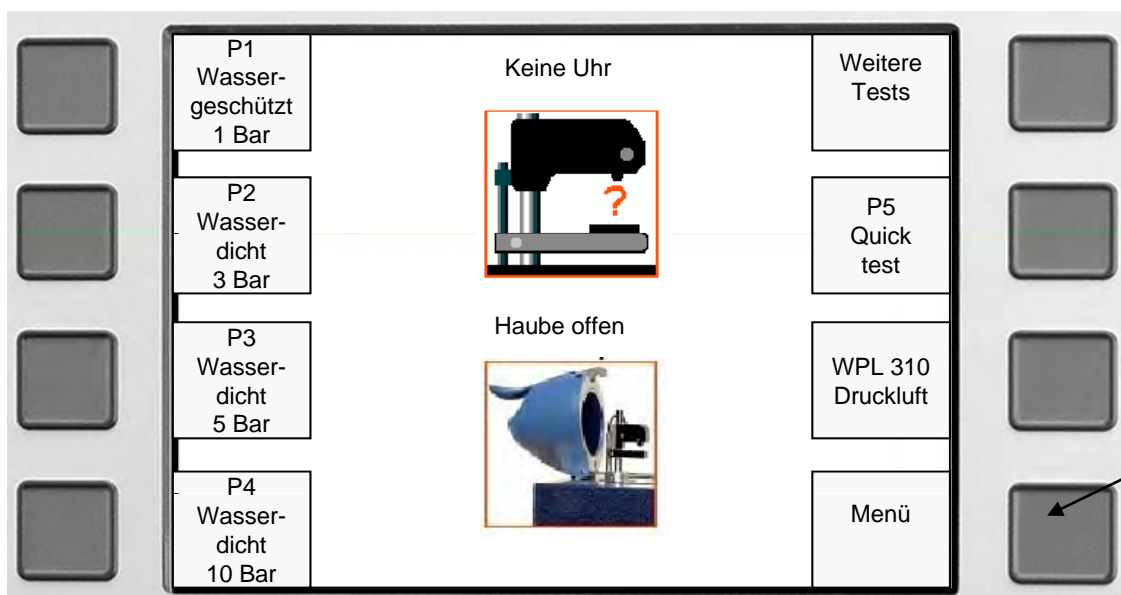 P1
Wasser-
geschützt
1 Bar
P2
Wasser-
dicht
3 Bar
P3
Wasser-
dicht
5 Bar
P4
Wasser-
dicht
10 Bar
Keine Uhr
?
Haube offen
Weitere
Tests
P5
Quick
test
WPL 310
Druckluft
Menü